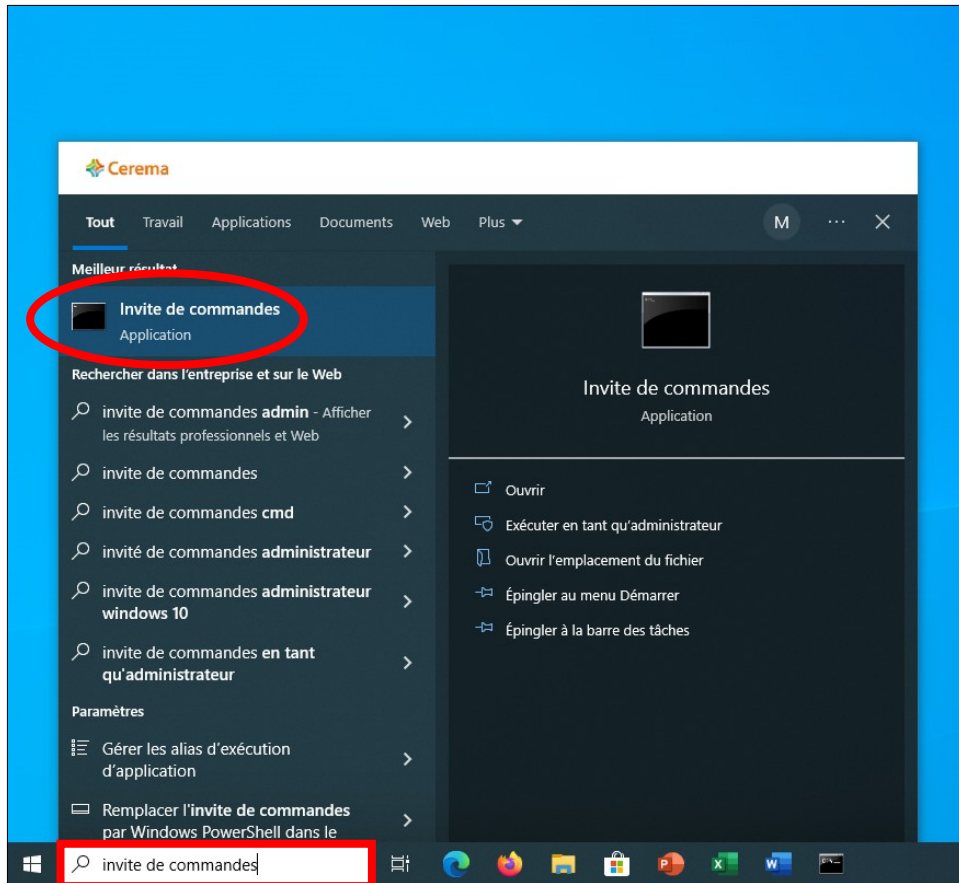 Cerema
Tout Travail Applications Documents Web Plus M ...
Meilleur résultat
Invite de commandes
Application
Rechercher dans l'entreprise et sur le Web
invite de commandes admin - Afficher
les résultats professionnels et Web
invite de commandes
invite de commandes cmd
invité de commandes administrateur
invite de commandes administrateur
windows 10
invite de commandes en tant
qu'administrateur
Paramètres
Gérer les alias d'exécution
d'application
Remplacer l'invite de commandes
par Windows PowerShell dans le
Invite de commandes
Application
Ouvrir
Exécuter en tant qu'administrateur
Ouvrir l'emplacement du fichier
Épingler au menu Démarrer
Épingler à la barre des tâches
invite de commandes